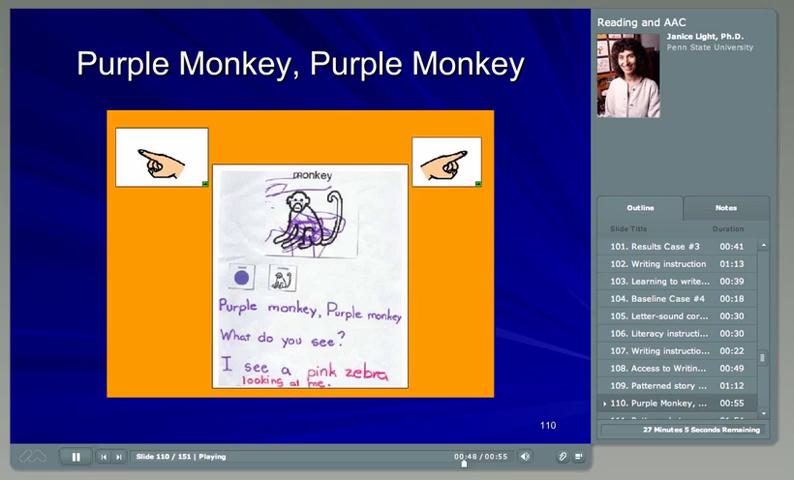 Purple Monkey, Purple Monkey
monkey
Purple monkey, Purple monkey
What do you see?
I see a pink zebra
looking at me.
110
Slide 110 / 151 | Playing
00:48 / 00:55
Reading and AAC
Janice Light, Ph.D.
Penn State University
Outline
Notes
Slide Title Duration
101. Results Case #3 00:41
102. Writing instruction 01:13
103. Learning to write... 00:39
104. Baseline Case #4 00:18
105. Letter-sound cor... 00:30
106. Literacy instructi... 00:30
107. Writing instructio... 00:22
108. Access to Writin... 00:49
109. Patterned story ... 01:12
110. Purple Monkey, ... 00:55
27 Minutes 5 Seconds Remaining